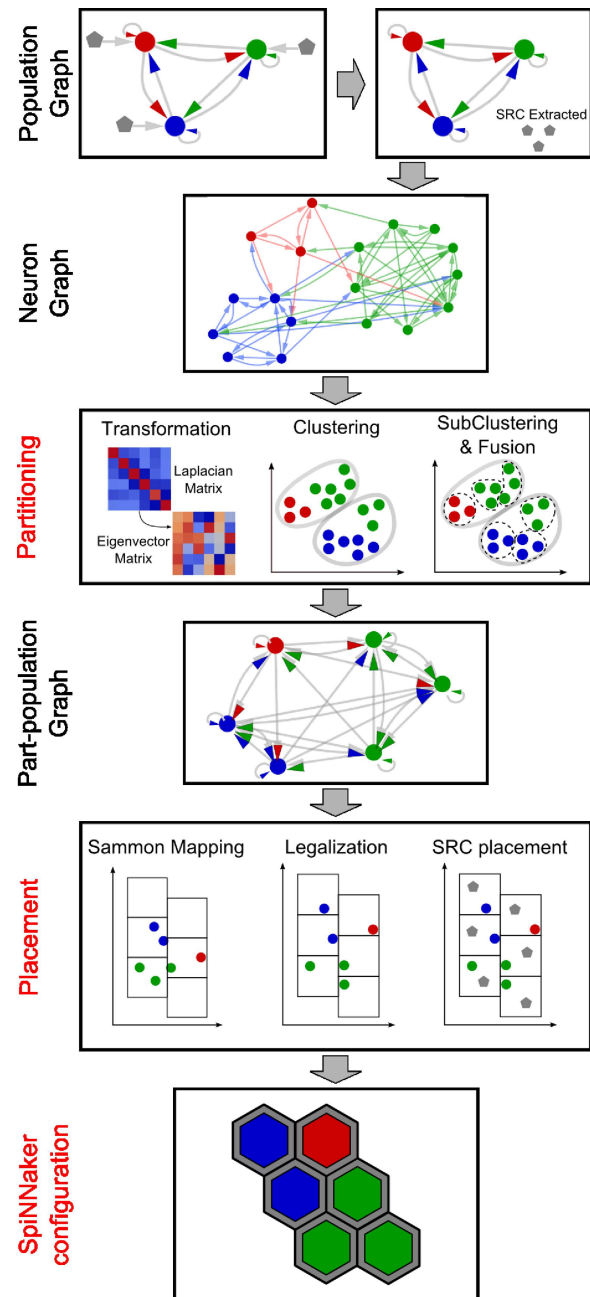 Population
Graph
SRC Extracted
Neuron
Graph
Partitioning
Transformation
Laplacian
Matrix
Eigenvector
Matrix
Clustering
SubClustering
& Fusion
Part-population
Graph
Placement
Sammon Mapping
Legalization
SRC placement
SpiNNaker
configuration